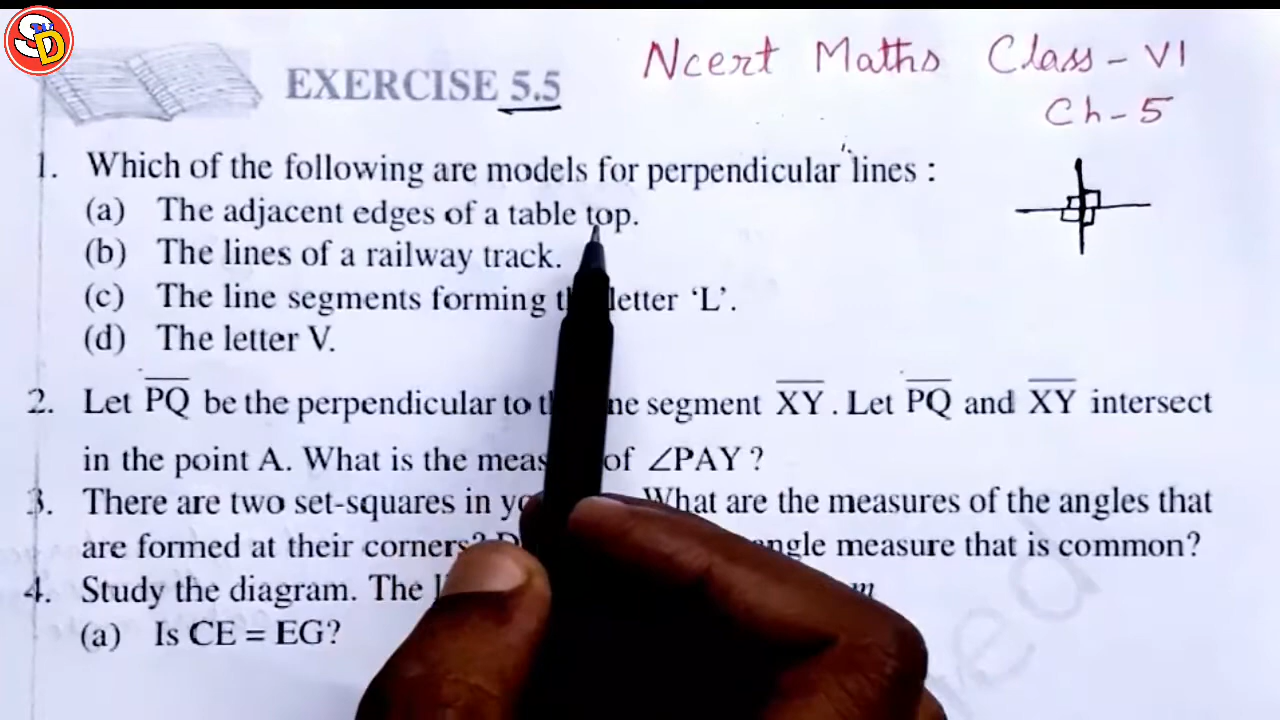 SD
Ncert Maths Class - VI
EXERCISE 5.5
Ch - 5
1. Which of the following are models for perpendicular lines :
(a) The adjacent edges of a table top.
(b) The lines of a railway track.
(c) The line segments forming letter ‘L’.
(d) The letter V.
2. Let PQ be the perpendicular to segment XY . Let PQ and XY intersect
in the point A. What is the of ∠PAY ?
3. There are two set-squares in What are the measures of the angles that
are formed at their corners? angle measure that is common?
4. Study the diagram. The m
(a) Is CE = EG?